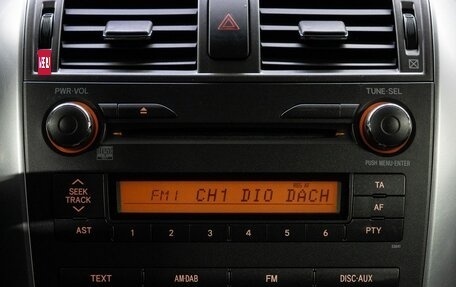 PWR·VOL
TUNE·SEL
PUSH MENU·ENTER
SEEK
TRACK
FM1 CH1 DIO DACH
TA
AF
AST 1 2 3 4 5 6 PTY
TEXT AM·DAB FM DISC·AUX